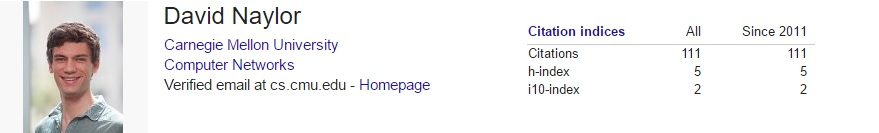 David Naylor
Carnegie Mellon University
Computer Networks
Verified email at cs.cmu.edu - Homepage
Citation indices All Since 2011
Citations 111 111
h-index 5 5
i10-index 2 2